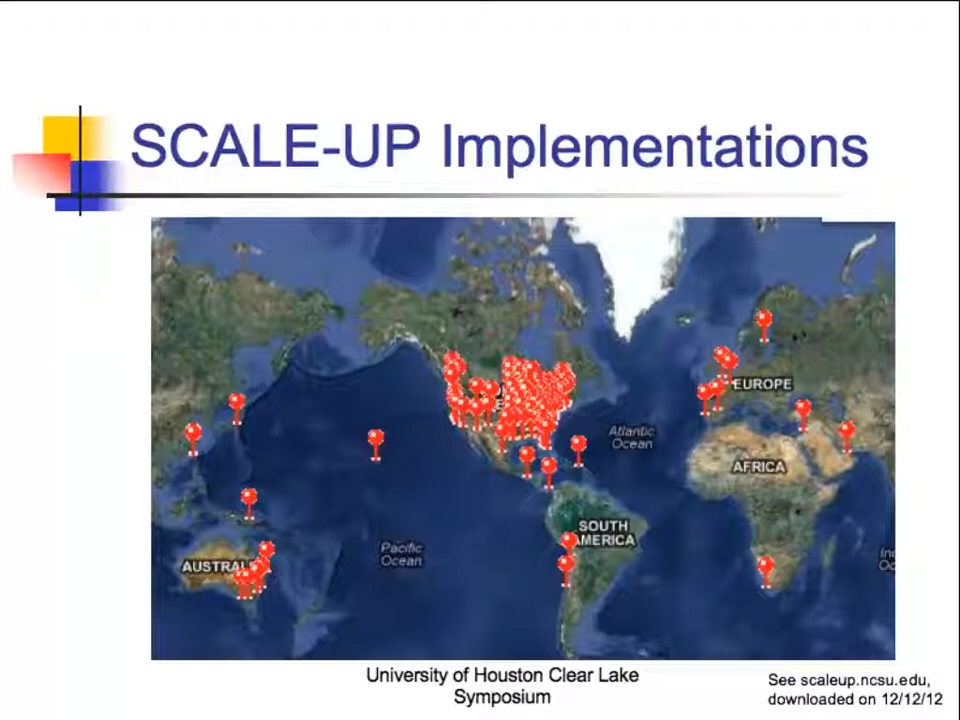 SCALE-UP Implementations
EUROPE
Atlantic
Ocean
AFRICA
SOUTH
AMERICA
Pacific
Ocean
AUSTRAL
University of Houston Clear Lake
Symposium
See scaleup.ncsu.edu,
downloaded on 12/12/12